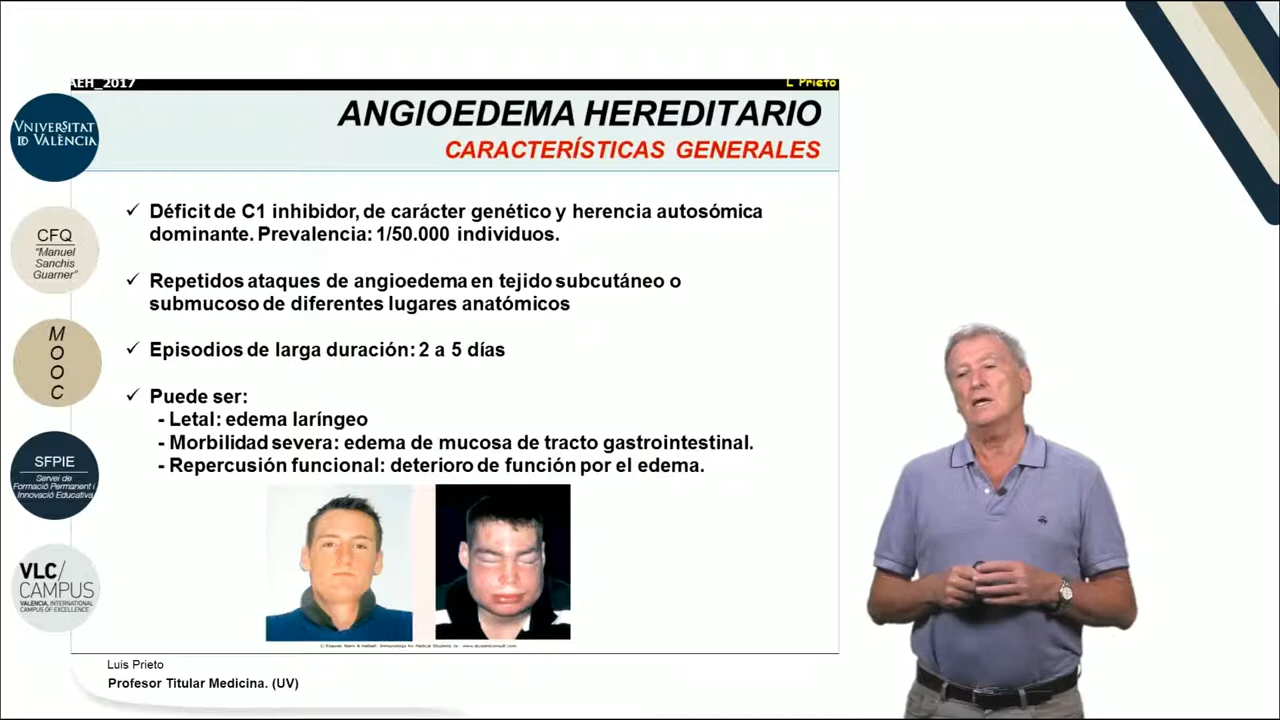 AEH_2017
L Prieto
ANGIOEDEMA HEREDITARIO
CARACTERÍSTICAS GENERALES
✓ Déficit de C1 inhibidor, de carácter genético y herencia autosómica
dominante. Prevalencia: 1/50.000 individuos.
✓ Repetidos ataques de angioedema en tejido subcutáneo o
submucoso de diferentes lugares anatómicos
✓ Episodios de larga duración: 2 a 5 días
✓ Puede ser:
- Letal: edema laríngeo
- Morbilidad severa: edema de mucosa de tracto gastrointestinal.
- Repercusión funcional: deterioro de función por el edema.
VNIVERSITAT
ID VALÈNCIA
CFQ
"Manuel
Sanchis
Guarner"
M
O
O
C
SFPIE
Servei de
Formació Permanent i
Innovació Educativa
VLC/
CAMPUS
VALENCIA, INTERNATIONAL
CAMPUS OF EXCELLENCE
Luis Prieto
Profesor Titular Medicina. (UV)